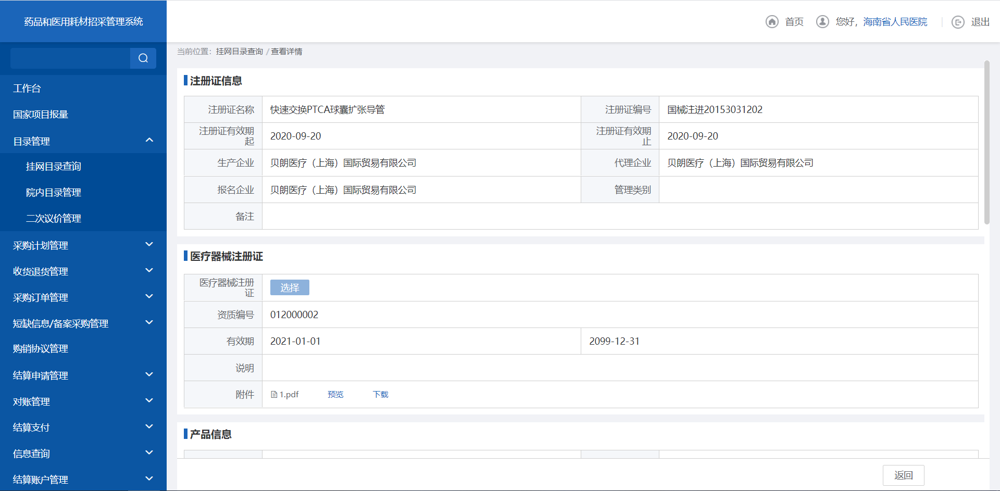 药品和医用耗材招采管理系统
首页
您好，海南省人民医院
退出
当前位置：挂网目录查询 / 查看详情
工作台
国家项目报量
目录管理
挂网目录查询
院内目录管理
二次议价管理
采购计划管理
收货退货管理
采购订单管理
短缺信息/备案采购管理
购销协议管理
结算申请管理
对账管理
结算支付
信息查询
结算账户管理
注册证信息
注册证名称 快速交换PTCA球囊扩张导管 注册证编号 国械注进20153031202
注册证有效期起 2020-09-20 注册证有效期止 2020-09-20
生产企业 贝朗医疗（上海）国际贸易有限公司 代理企业 贝朗医疗（上海）国际贸易有限公司
报名企业 贝朗医疗（上海）国际贸易有限公司 管理类别
备注
医疗器械注册证
医疗器械注册证 选择
资质编号 012000002
有效期 2021-01-01 2099-12-31
说明
附件 1.pdf 预览 下载
产品信息
返回